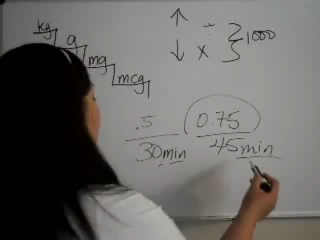 kg
g
mg
mcg
↑ ÷
↓ x } 1000
.5 0.75
30min 45min